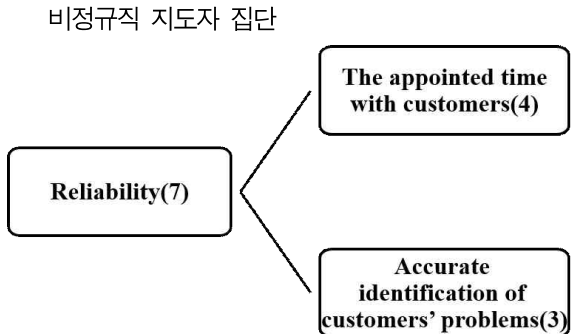 비정규직 지도자 집단
The appointed time
with customers(4)
Reliability(7)
Accurate
identification of
customers' problems(3)